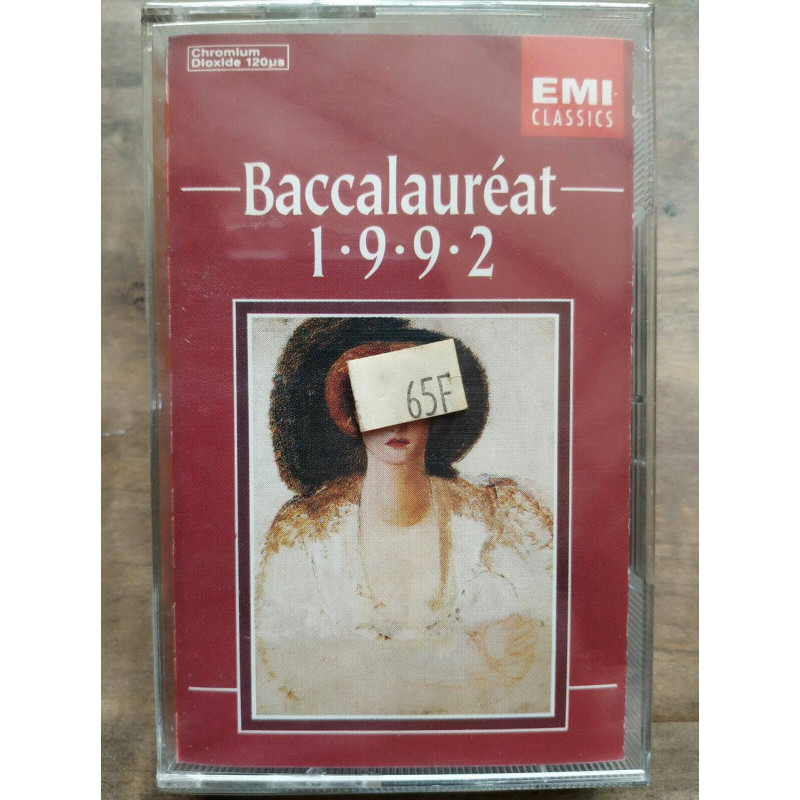 Chromium
Dioxide 120µs
EMI
CLASSICS
Baccalauréat
1·9·9·2
65F